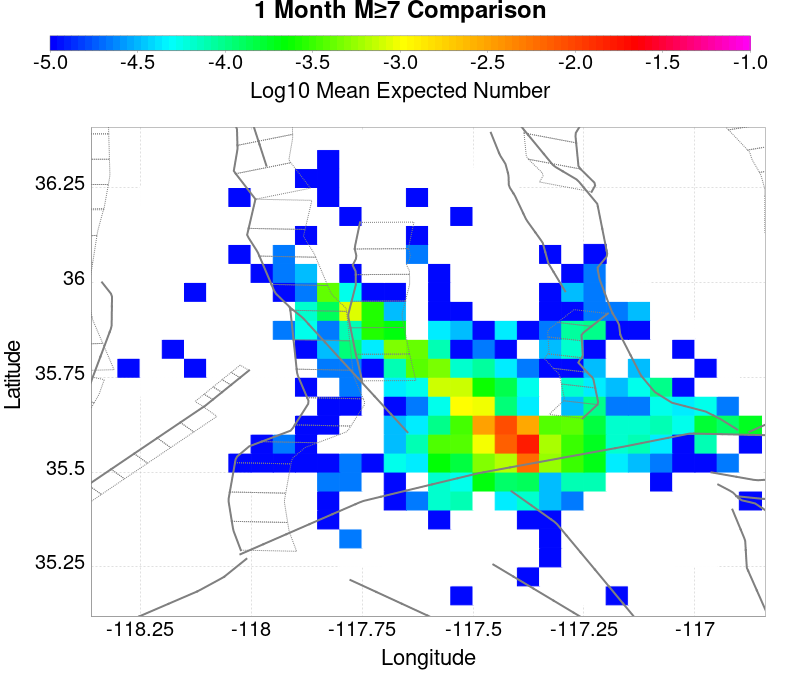 1 Month M≥7 Comparison
-5.0 -4.5 -4.0 -3.5 -3.0 -2.5 -2.0 -1.5 -1.0
Log10 Mean Expected Number
36.25
36
35.75
35.5
35.25
Latitude
-118.25 -118 -117.75 -117.5 -117.25 -117
Longitude